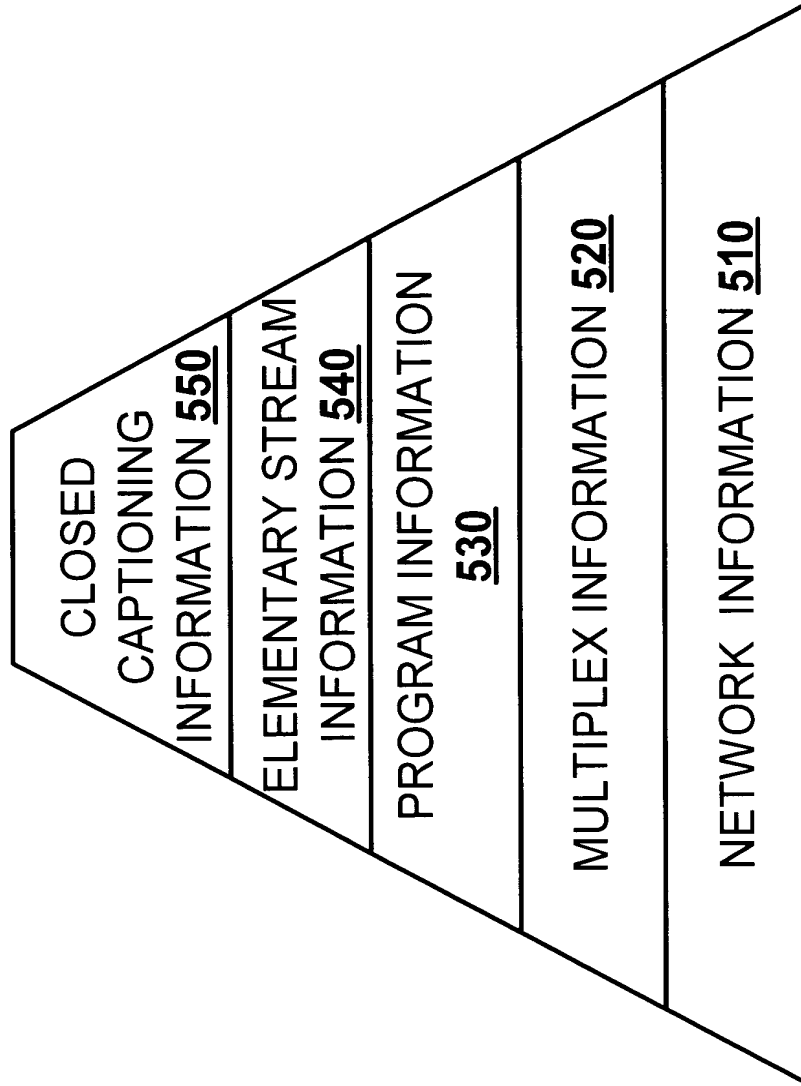 CLOSED
CAPTIONING
INFORMATION 550
ELEMENTARY STREAM
INFORMATION 540
PROGRAM INFORMATION
530
MULTIPLEX INFORMATION 520
NETWORK INFORMATION 510